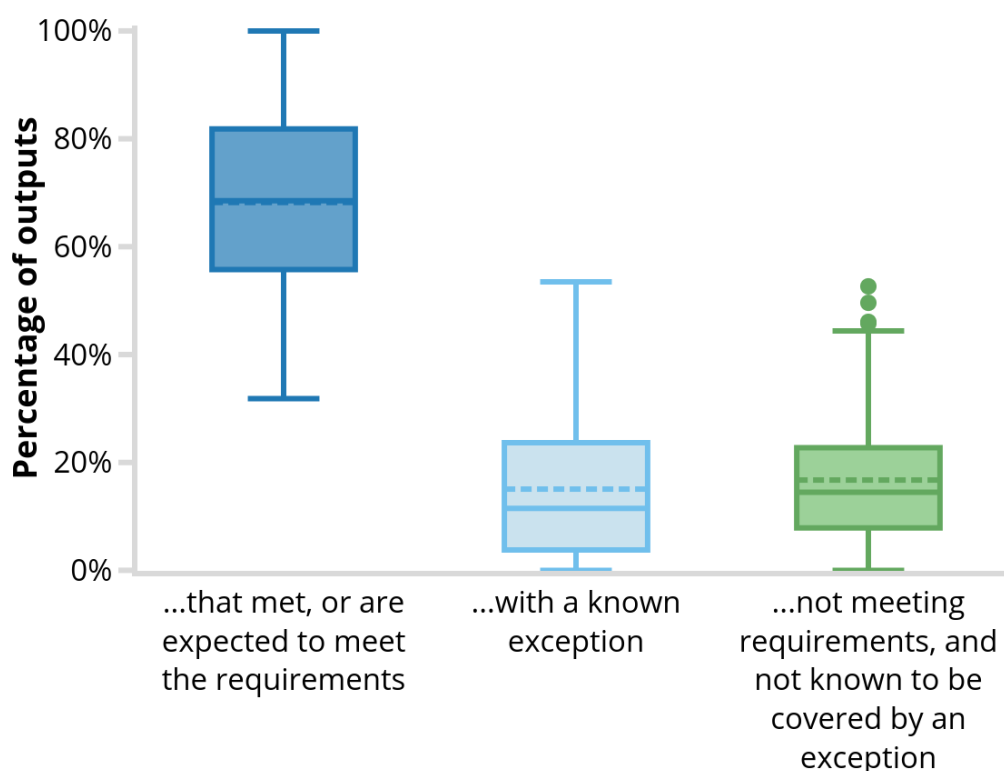 100%
80%
60%
40%
20%
0%
Percentage of outputs
...that met, or are
expected to meet
the requirements
...with a known
exception
...not meeting
requirements, and
not known to be
covered by an
exception